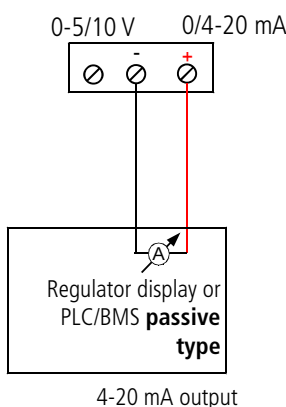 0-5/10 V 0/4-20 mA
- +
A
Regulator display or
PLC/BMS passive
type
4-20 mA output